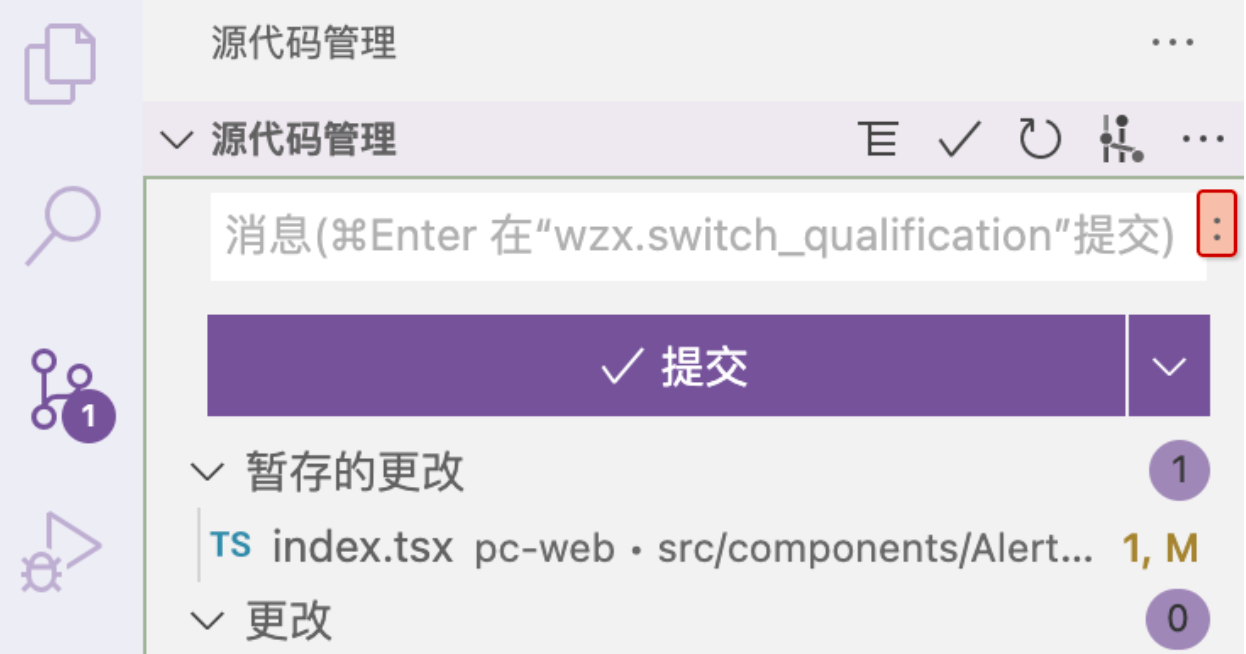 源代码管理
源代码管理
消息(⌘Enter 在“wzx.switch_qualification”提交)
提交
1
暂存的更改 1
TS index.tsx pc-web • src/components/Alert... 1, M
更改 0